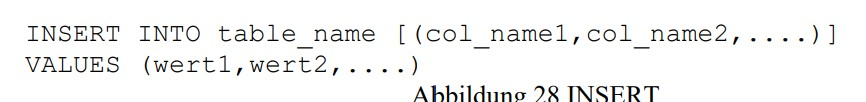 INSERT INTO table_name [(col_name1,col_name2,....)]
VALUES (wert1,wert2,....)
Abbildung 28 INSERT